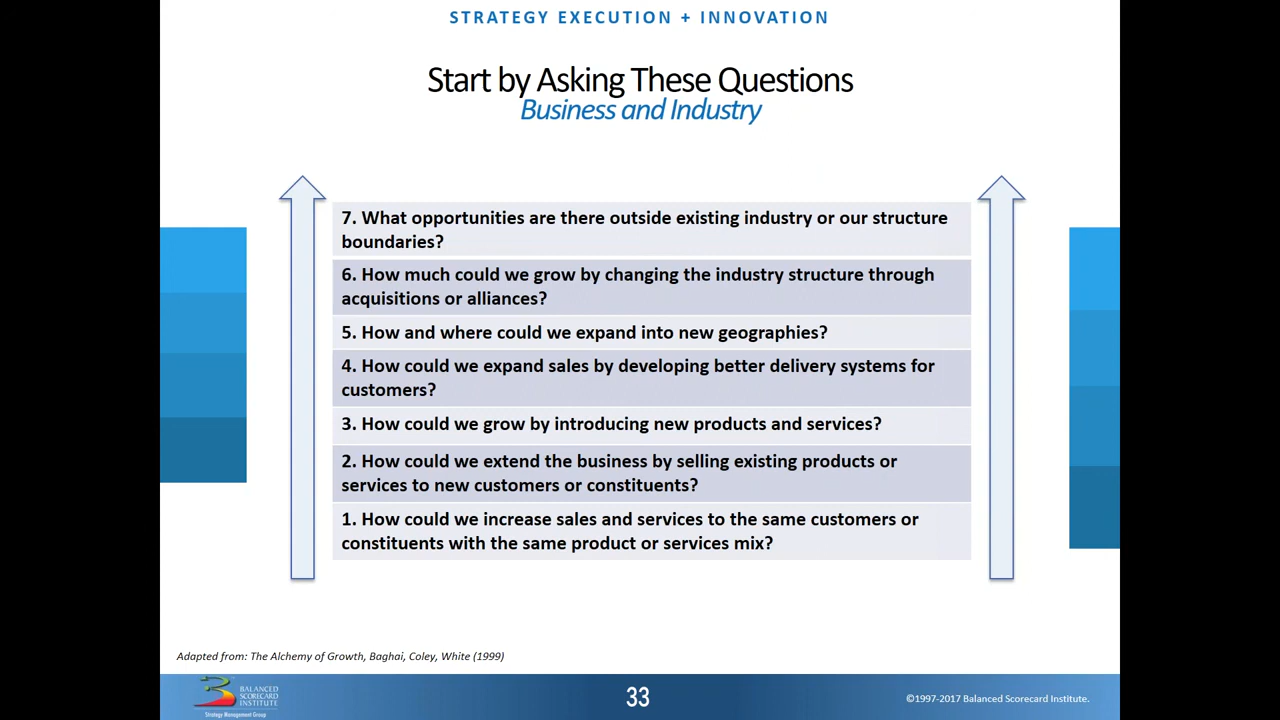 STRATEGY EXECUTION + INNOVATION
Start by Asking These Questions
Business and Industry
7. What opportunities are there outside existing industry or our structure
boundaries?
6. How much could we grow by changing the industry structure through
acquisitions or alliances?
5. How and where could we expand into new geographies?
4. How could we expand sales by developing better delivery systems for
customers?
3. How could we grow by introducing new products and services?
2. How could we extend the business by selling existing products or
services to new customers or constituents?
1. How could we increase sales and services to the same customers or
constituents with the same product or services mix?
Adapted from: The Alchemy of Growth, Baghai, Coley, White (1999)
BALANCED
SCORECARD
INSTITUTE
Strategy Management Group
33
©1997-2017 Balanced Scorecard Institute.